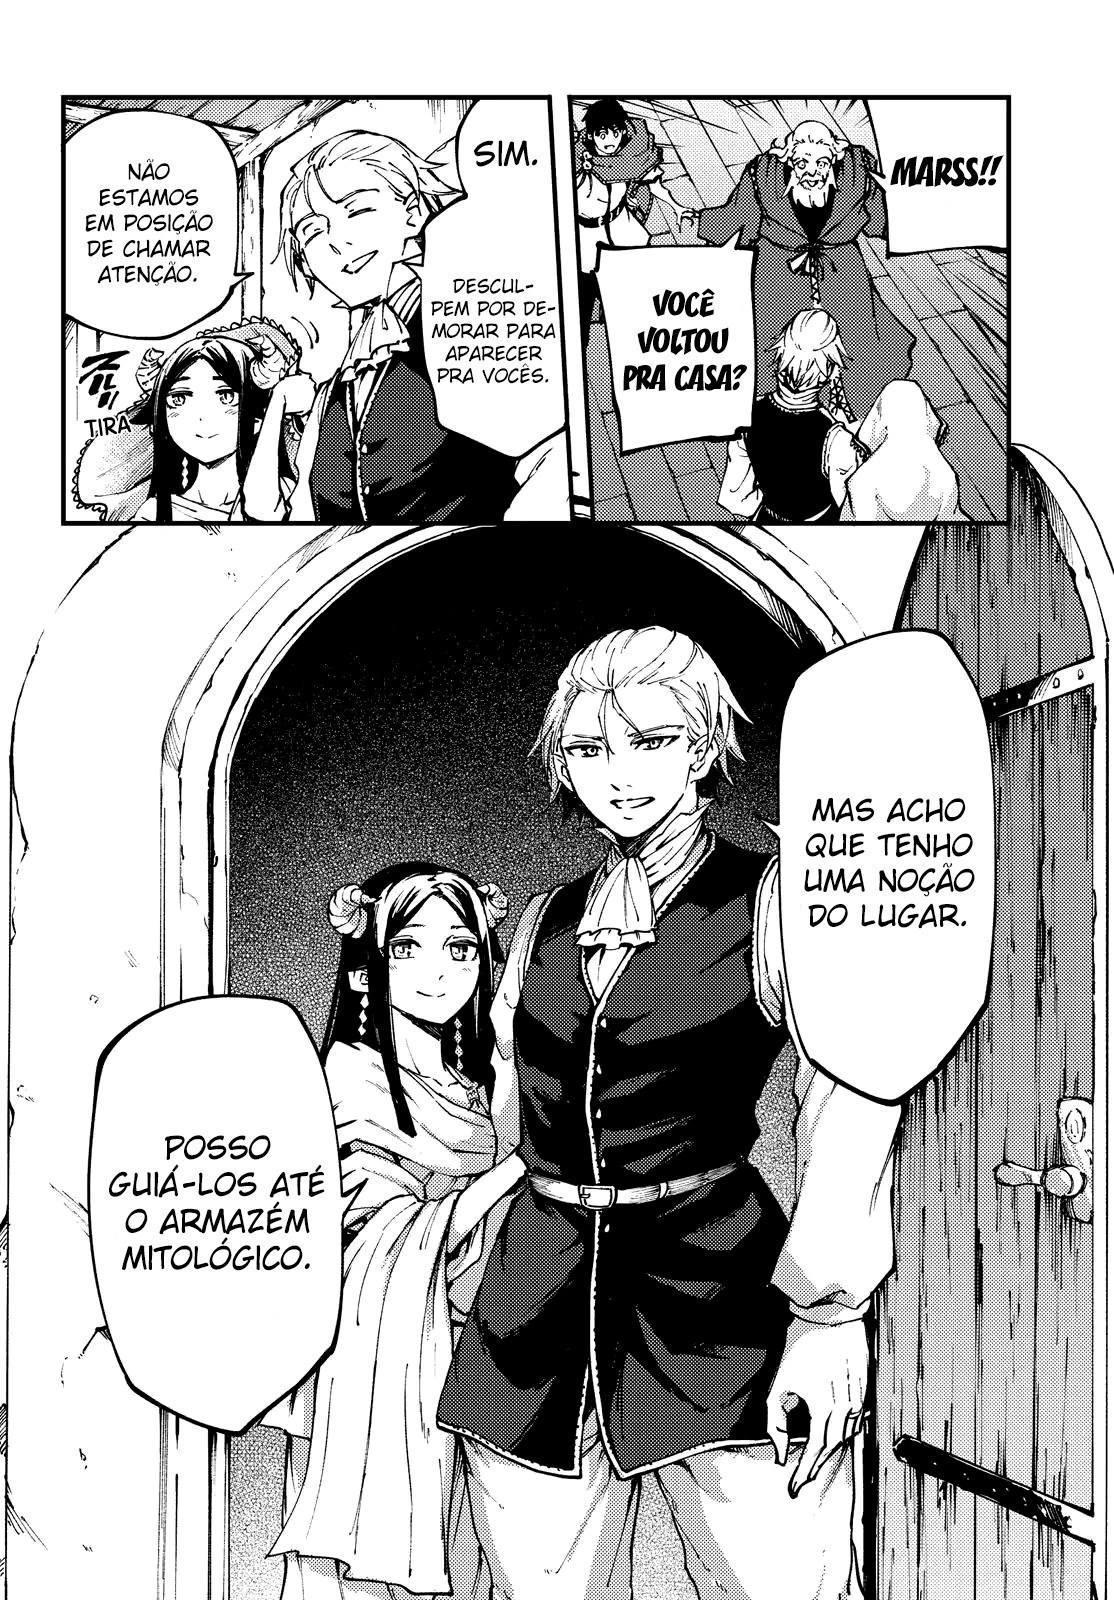 MARSS!!
VOCÊ
VOLTOU
PRA CASA?
SIM.
DESCUL-
PEM POR DE-
MORAR PARA
APARECER
PRA VOCÊS.
NÃO
ESTAMOS
EM POSIÇÃO
DE CHAMAR
ATENÇÃO.
TIRA
MAS ACHO
QUE TENHO
UMA NOÇÃO
DO LUGAR.
POSSO
GUIÁ-LOS ATÉ
O ARMAZÉM
MITOLÓGICO.